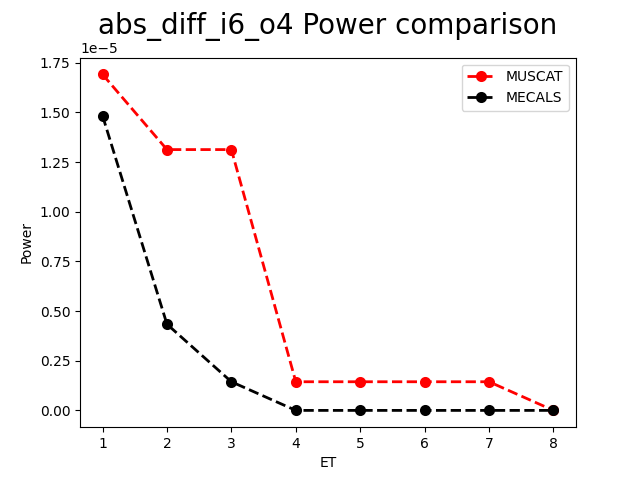 abs_diff_i6_o4 Power comparison
1e−5
1.75
1.50
1.25
1.00
0.75
0.50
0.25
0.00
Power
MUSCAT
MECALS
1 2 3 4 5 6 7 8
ET